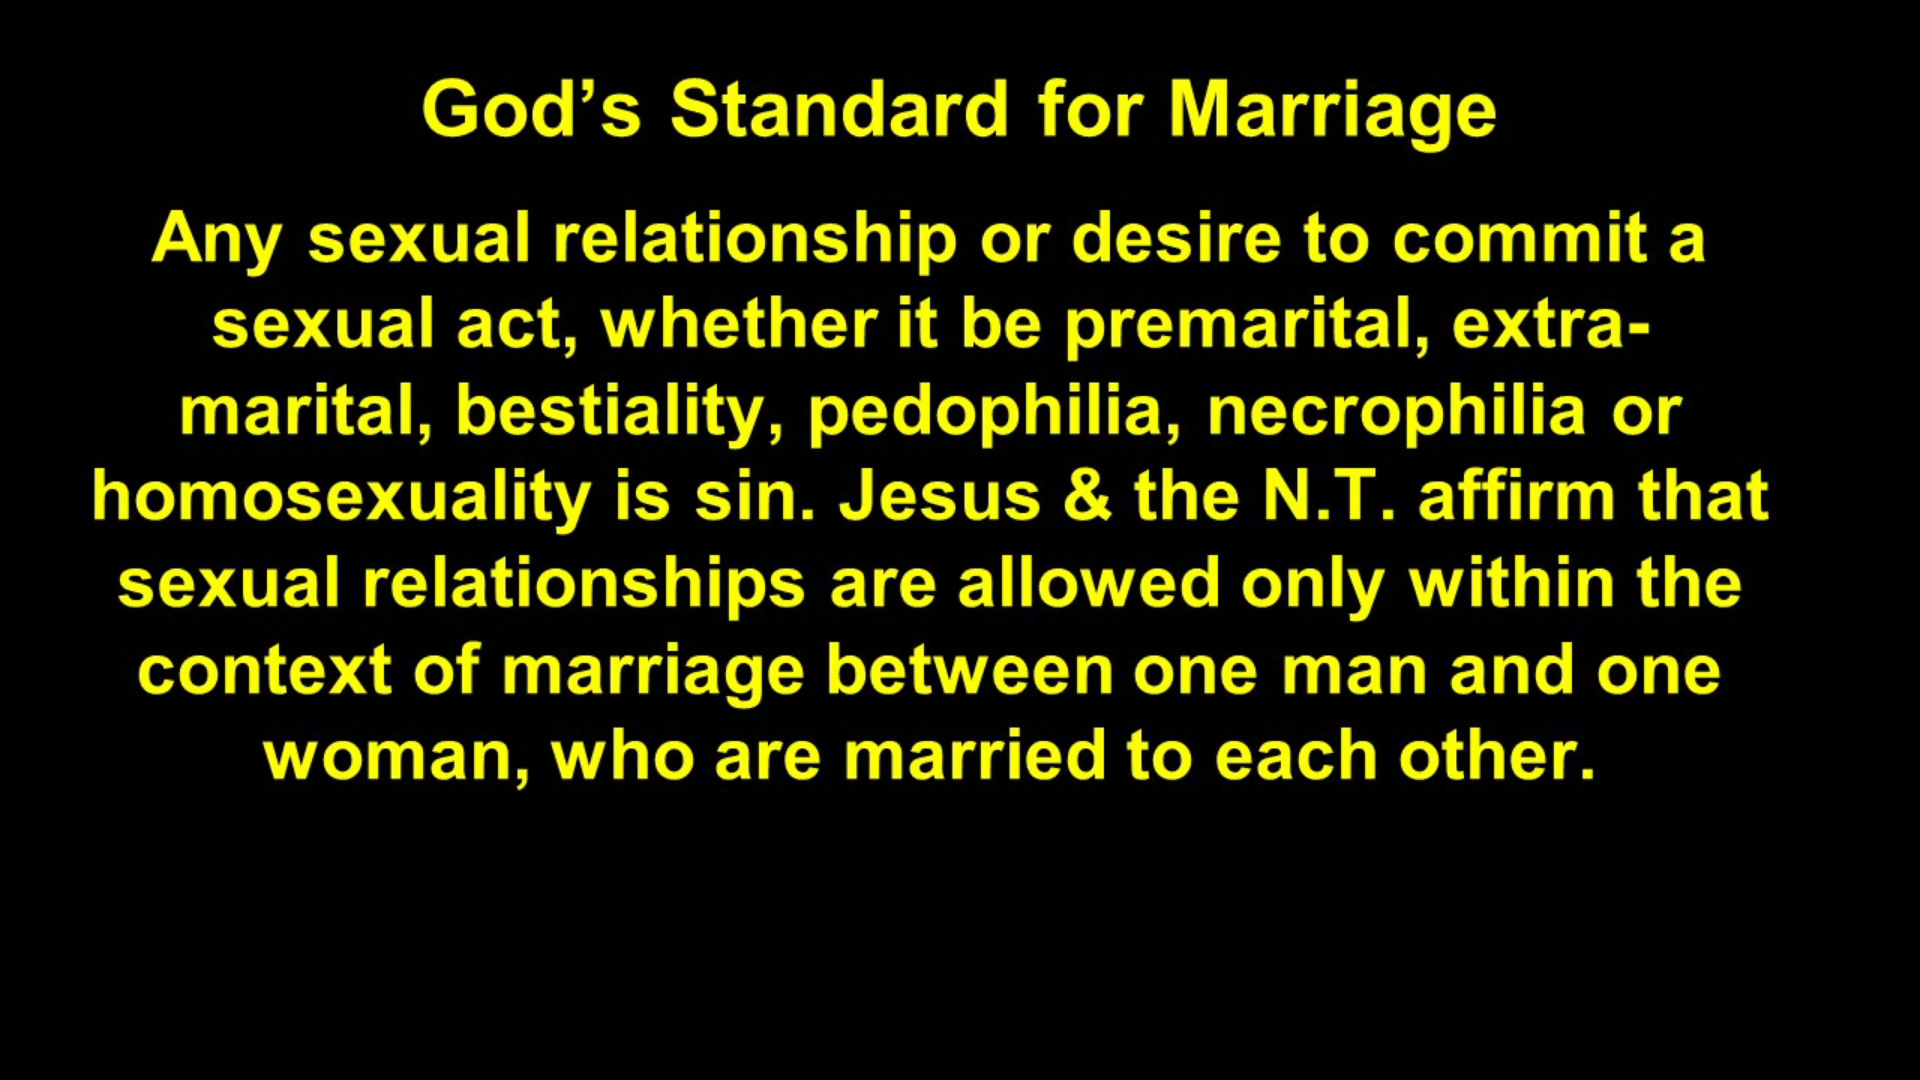 God’s Standard for Marriage
Any sexual relationship or desire to commit a
sexual act, whether it be premarital, extra-
marital, bestiality, pedophilia, necrophilia or
homosexuality is sin. Jesus & the N.T. affirm that
sexual relationships are allowed only within the
context of marriage between one man and one
woman, who are married to each other.